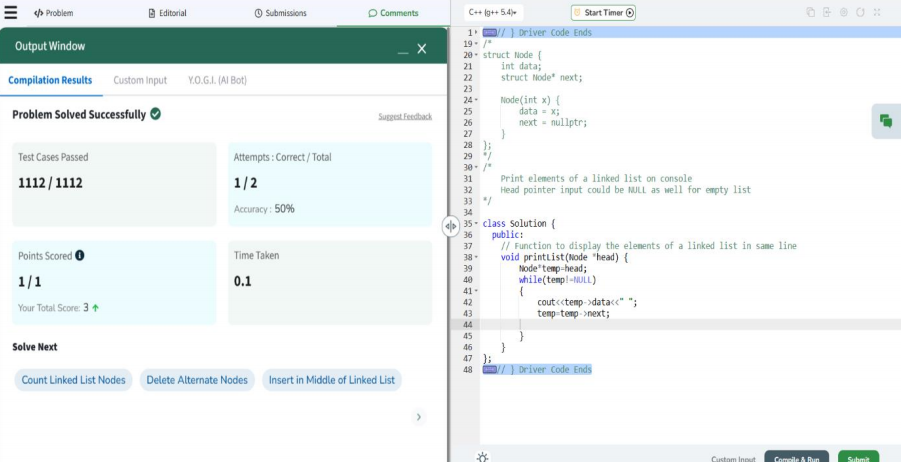 Problem
Editorial
Submissions
Comments
Output Window
Compilation Results
Custom Input
Y.O.G.I. (AI Bot)
Problem Solved Successfully
Suggest Feedback
Test Cases Passed
1112 / 1112
Attempts : Correct / Total
1 / 2
Accuracy : 50%
Points Scored
1 / 1
Your Total Score: 3
Time Taken
0.1
Solve Next
Count Linked List Nodes
Delete Alternate Nodes
Insert in Middle of Linked List
C++ (g++ 5.4)
Start Timer
1 // } Driver Code Ends
19 /*
20 struct Node {
21 int data;
22 struct Node* next;
23
24 Node(int x) {
25 data = x;
26 next = nullptr;
27 }
28 };
29 */
30 /*
31 Print elements of a linked list on console
32 Head pointer input could be NULL as well for empty list
33 */
34
35 class Solution {
36 public:
37 // Function to display the elements of a linked list in same line
38 void printList(Node *head) {
39 Node*temp=head;
40 while(temp!=NULL)
41 {
42 cout<<temp->data<<" ";
43 temp=temp->next;
44
45 }
46 }
47 };
48 // } Driver Code Ends
Custom Input
Compile & Run
Submit